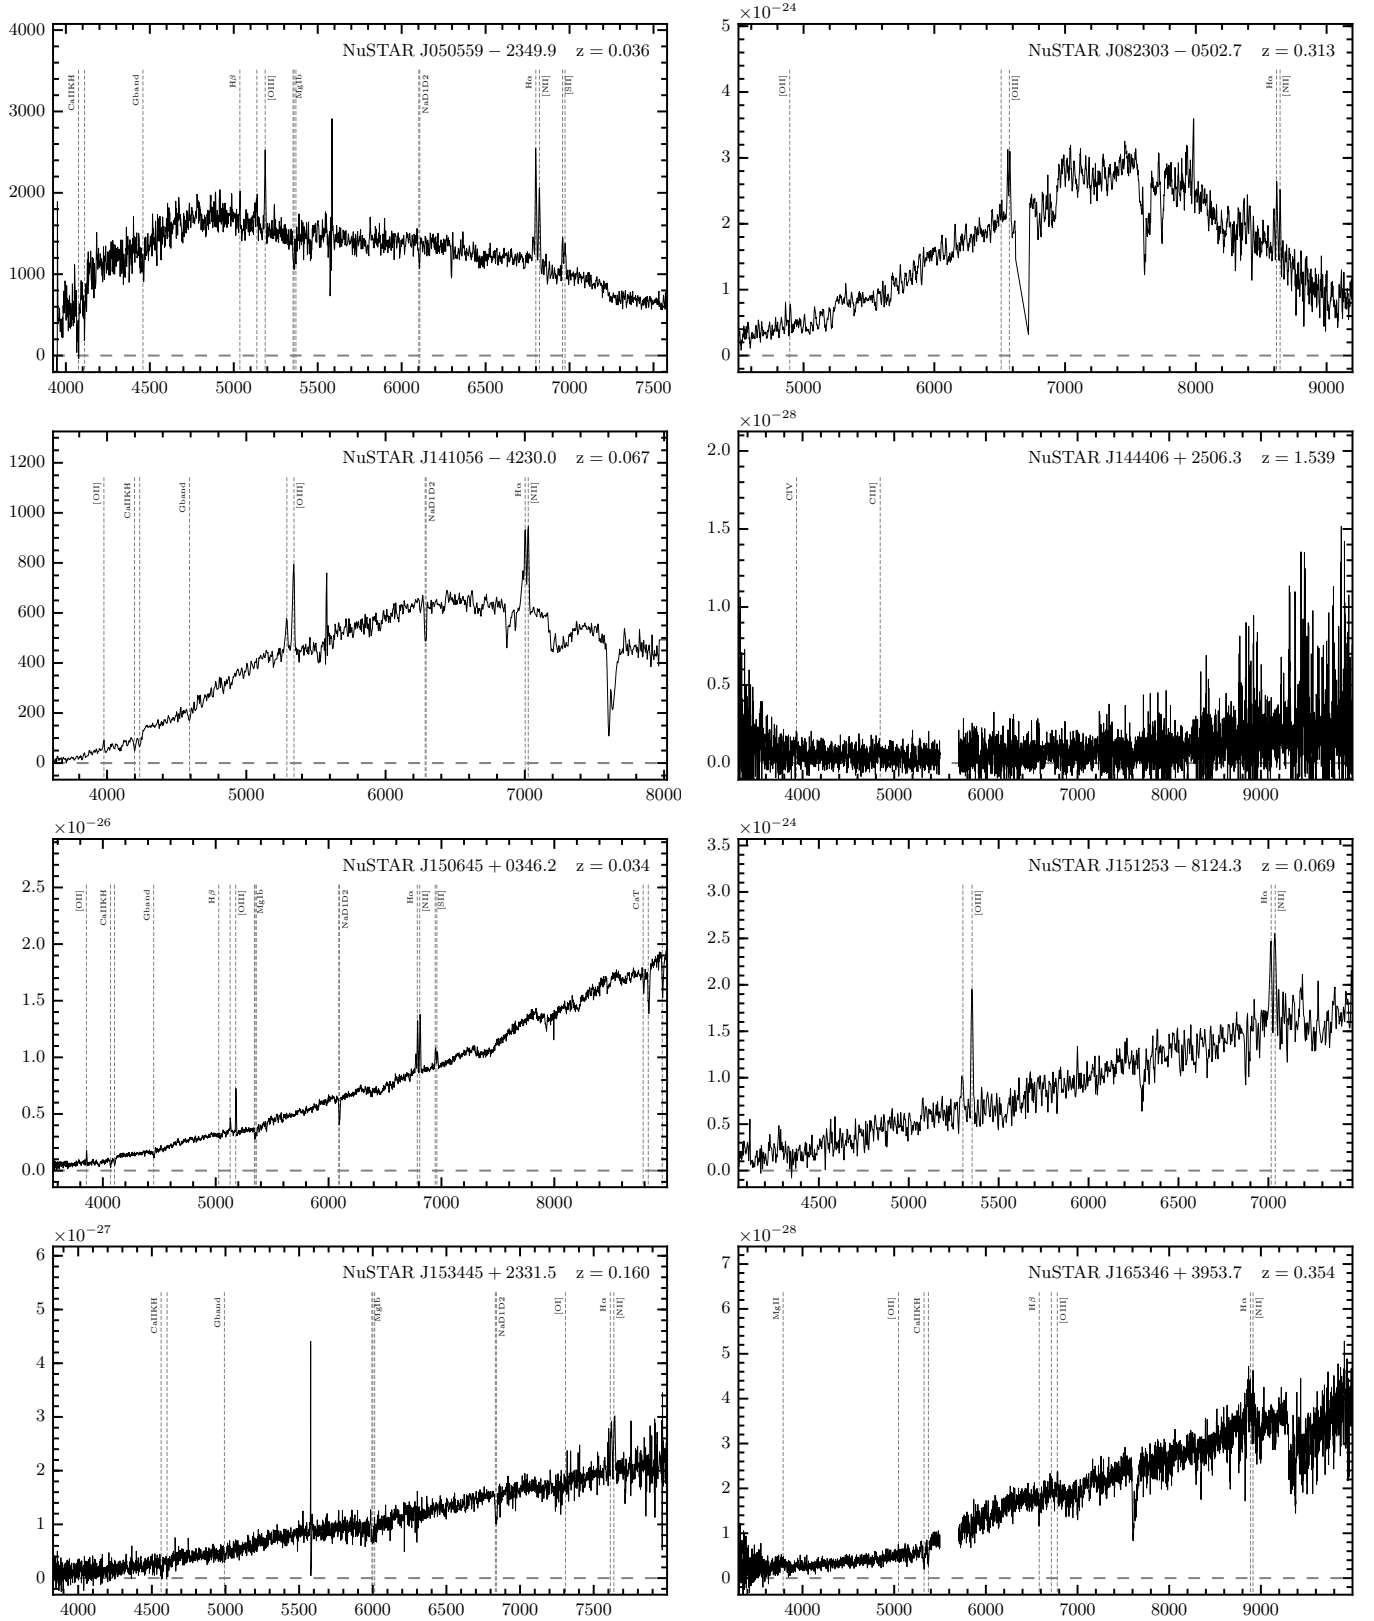 NuSTAR J050559 − 2349.9 z = 0.036
4000
3000
2000
1000
0
CaIIKH
Gband
Hβ
[OIII]
MgIb
NaD1D2
Hα
[NII]
[SII]
4000 4500 5000 5500 6000 6500 7000 7500
×10−24
NuSTAR J082303 − 0502.7 z = 0.313
5
4
3
2
1
0
[OII]
[OIII]
Hα
[NII]
5000 6000 7000 8000 9000
NuSTAR J141056 − 4230.0 z = 0.067
1200
1000
800
600
400
200
0
[OII]
CaIIKH
Gband
[OIII]
NaD1D2
Hα
[NII]
4000 5000 6000 7000 8000
×10−28
NuSTAR J144406 + 2506.3 z = 1.539
2.0
1.5
1.0
0.5
0.0
CIV
CIII]
4000 5000 6000 7000 8000 9000
×10−26
NuSTAR J150645 + 0346.2 z = 0.034
2.5
2.0
1.5
1.0
0.5
0.0
[OII]
CaIIKH
Gband
Hβ
[OIII]
MgIb
NaD1D2
Hα
[NII]
[SII]
CaT
4000 5000 6000 7000 8000
×10−24
NuSTAR J151253 − 8124.3 z = 0.069
3.5
3.0
2.5
2.0
1.5
1.0
0.5
0.0
[OIII]
Hα
[NII]
4500 5000 5500 6000 6500 7000
×10−27
NuSTAR J153445 + 2331.5 z = 0.160
6
5
4
3
2
1
0
CaIIKH
Gband
MgIb
NaD1D2
[OI]
Hα
[NII]
4000 4500 5000 5500 6000 6500 7000 7500
×10−28
NuSTAR J165346 + 3953.7 z = 0.354
7
6
5
4
3
2
1
0
MgII
[OII]
CaIIKH
Hβ
[OIII]
Hα
[NII]
4000 5000 6000 7000 8000 9000